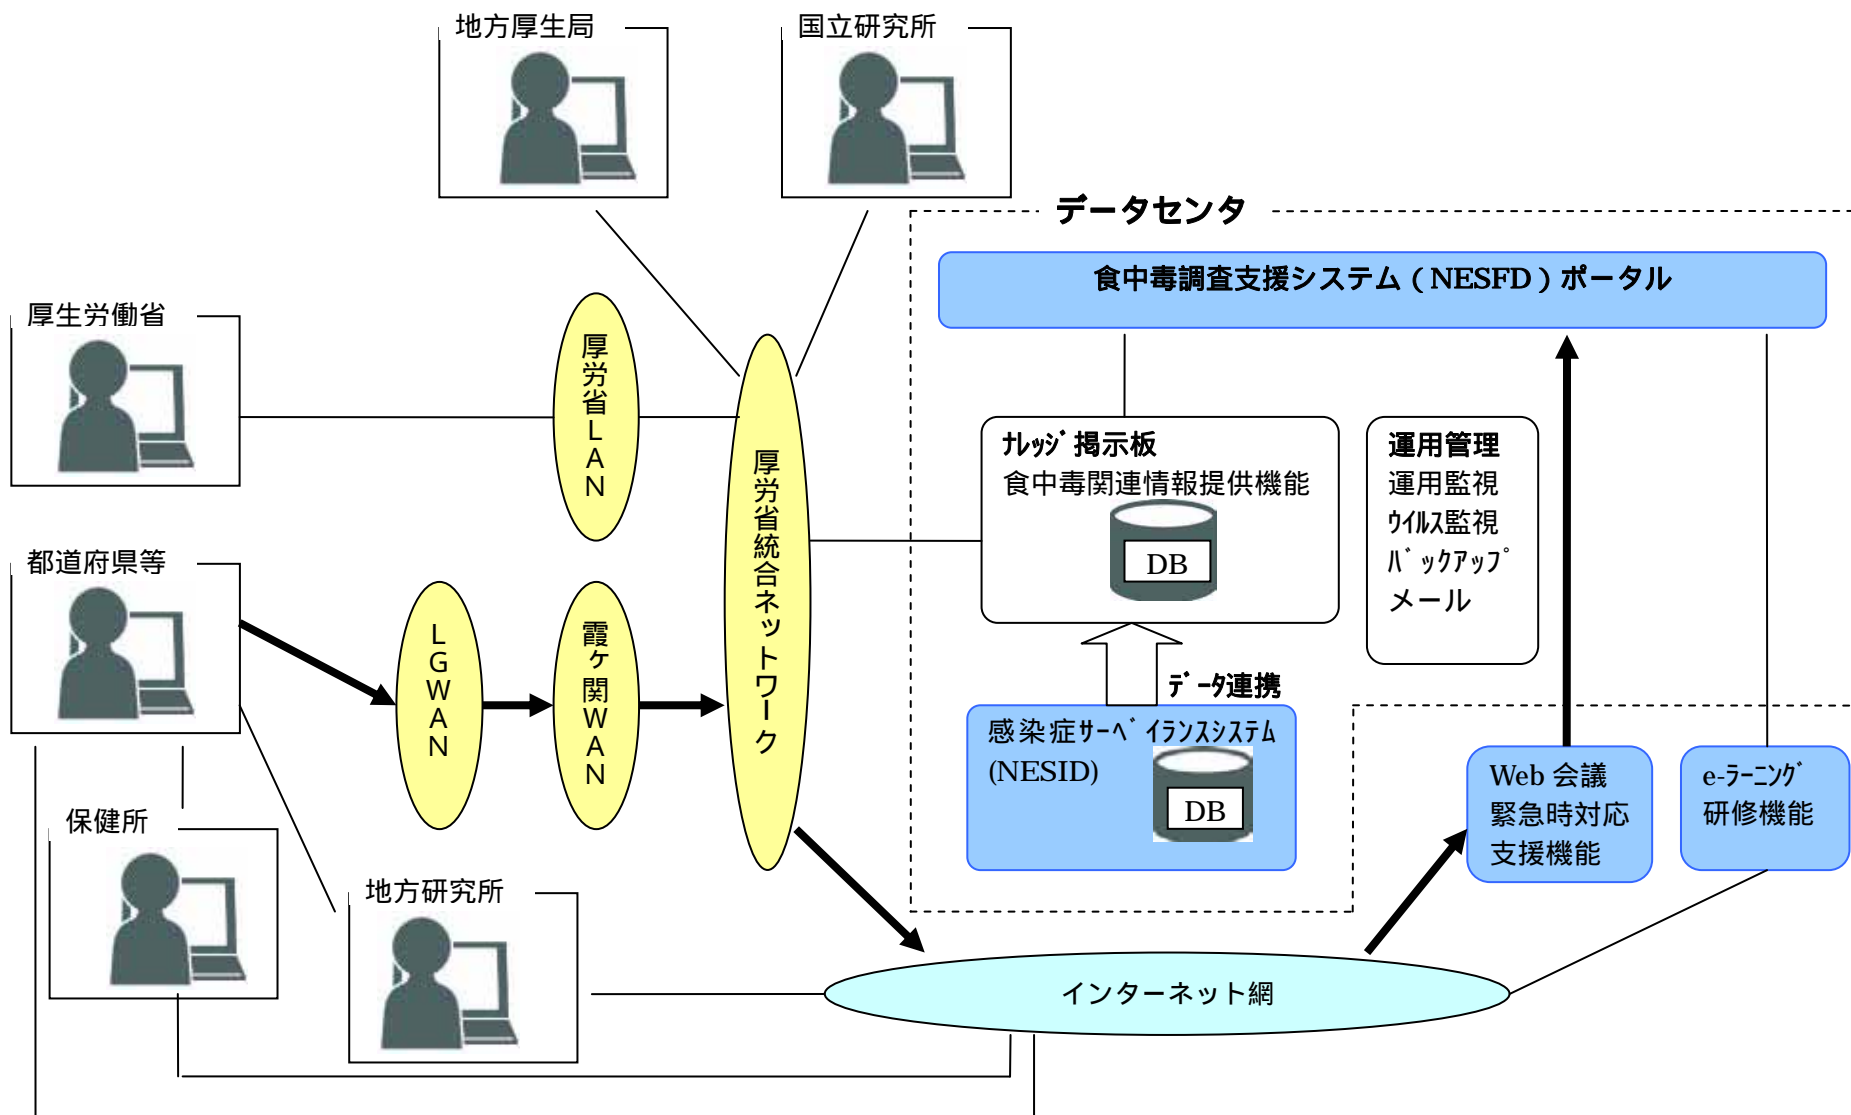 地方厚生局
国立研究所
データセンタ
食中毒調査支援システム(NESFD)ポータル
厚生労働省
厚労省LAN
厚労省統合ネットワーク
ﾅﾚｯｼﾞ掲示板
食中毒関連情報提供機能
DB
運用管理
運用監視
ｳｲﾙｽ監視
ﾊﾞｯｸｱｯﾌﾟ
メール
都道府県等
LGWAN
霞ヶ関WAN
ﾃﾞｰﾀ連携
感染症ｻｰﾍﾞｲﾗﾝｽｼｽﾃﾑ
(NESID)
DB
Web 会議
緊急時対応
支援機能
e-ﾗｰﾆﾝｸﾞ
研修機能
保健所
地方研究所
インターネット網